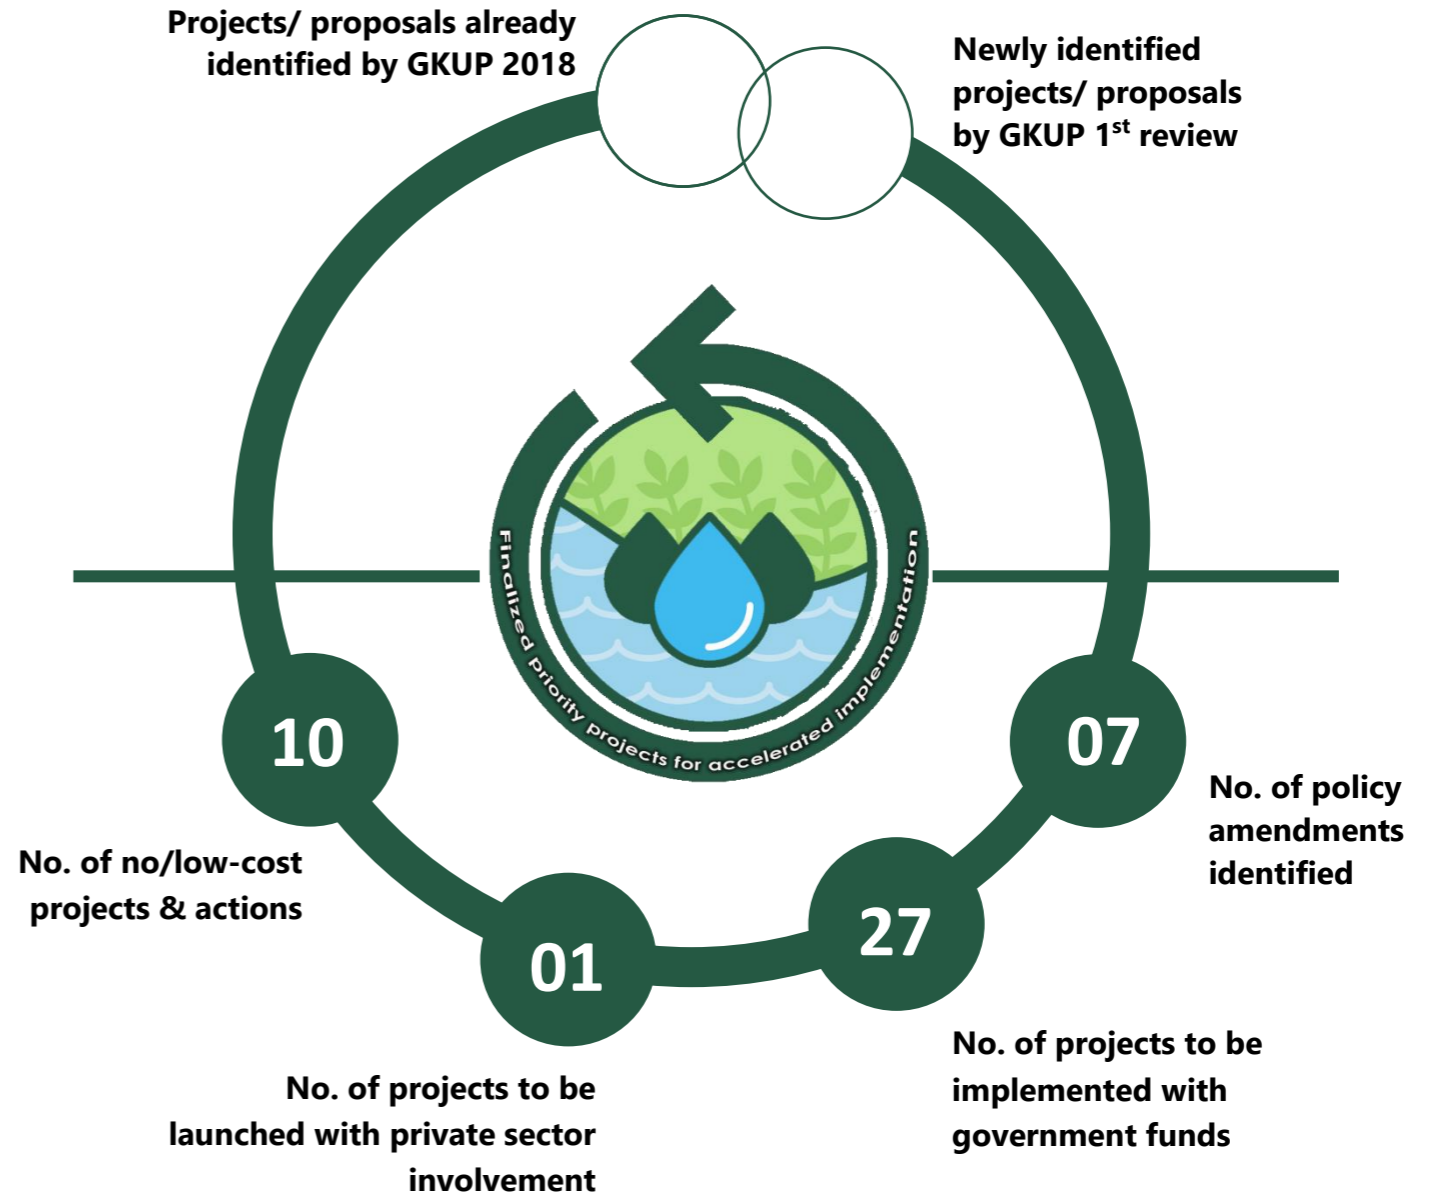 Projects/ proposals already
identified by GKUP 2018
Newly identified
projects/ proposals
by GKUP 1st review
Finalized priority projects for accelerated implementation
10
No. of no/low-cost
projects & actions
01
No. of projects to be
launched with private sector
involvement
27
No. of projects to be
implemented with
government funds
07
No. of policy
amendments
identified